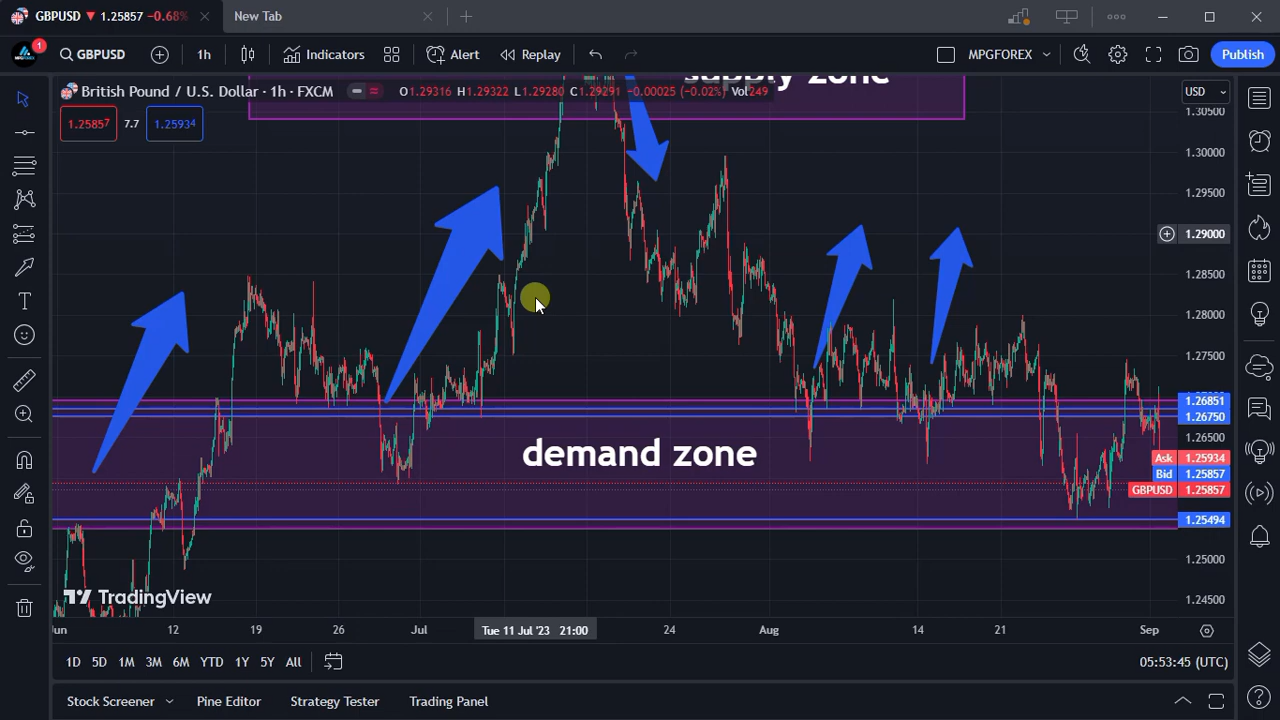 GBPUSD 1.25857 -0.68%
New Tab
1
GBPUSD
1h
Indicators
Alert
Replay
MPGFOREX
Publish
supply zone
British Pound / U.S. Dollar · 1h · FXCM
O1.29316 H1.29322 L1.29280 C1.29291 -0.00025 (-0.02%) Vol249
USD
1.25857
7.7
1.25934
1.30500
1.30000
1.29500
1.29000
1.28500
1.28000
1.27500
1.26851
1.26750
1.26500
Ask 1.25934
Bid 1.25857
GBPUSD 1.25857
1.25494
1.25000
1.24500
demand zone
TradingView
Jun
12
19
26
Jul
Tue 11 Jul '23 21:00
24
Aug
14
21
Sep
1D
5D
1M
3M
6M
YTD
1Y
5Y
All
05:53:45 (UTC)
Stock Screener
Pine Editor
Strategy Tester
Trading Panel